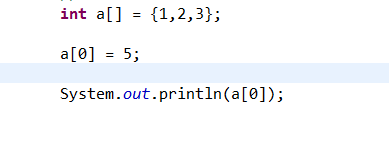 int a[] = {1,2,3};
a[0] = 5;
System.out.println(a[0]);